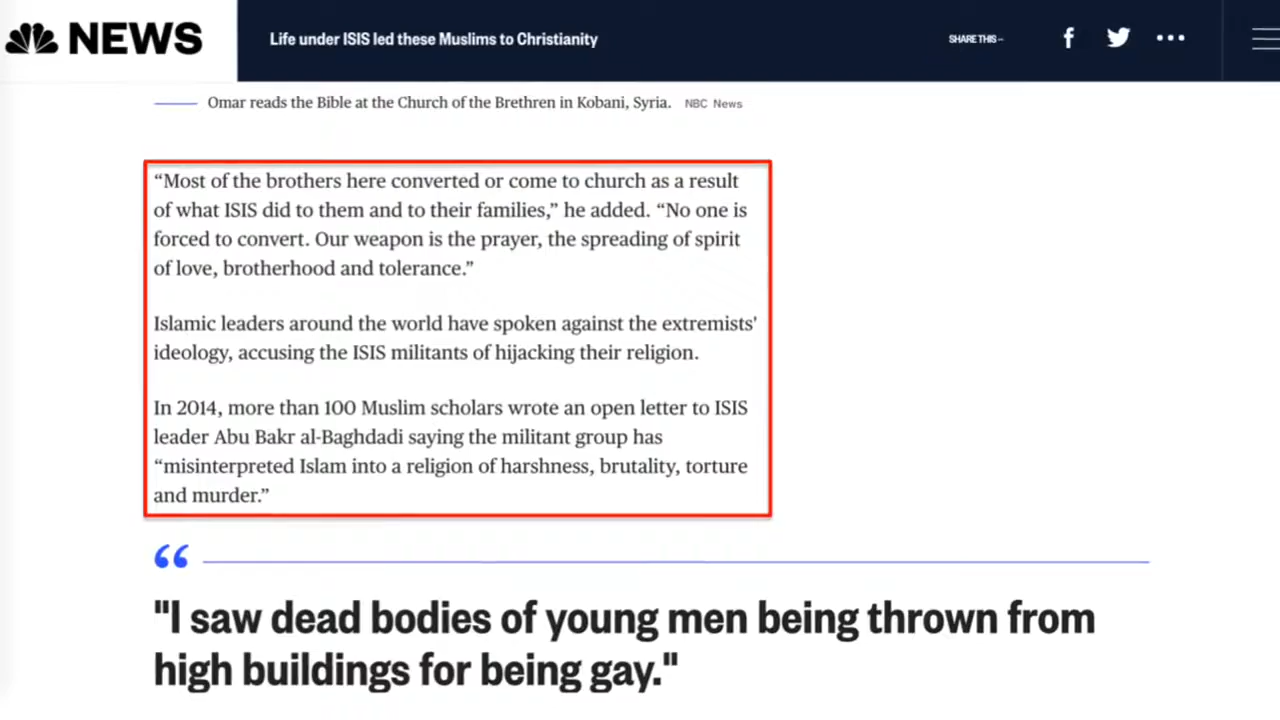 NEWS
Life under ISIS led these Muslims to Christianity
SHARE THIS –
Omar reads the Bible at the Church of the Brethren in Kobani, Syria. NBC News
“Most of the brothers here converted or come to church as a result
of what ISIS did to them and to their families,” he added. “No one is
forced to convert. Our weapon is the prayer, the spreading of spirit
of love, brotherhood and tolerance.”
Islamic leaders around the world have spoken against the extremists'
ideology, accusing the ISIS militants of hijacking their religion.
In 2014, more than 100 Muslim scholars wrote an open letter to ISIS
leader Abu Bakr al-Baghdadi saying the militant group has
“misinterpreted Islam into a religion of harshness, brutality, torture
and murder.”
"I saw dead bodies of young men being thrown from
high buildings for being gay."